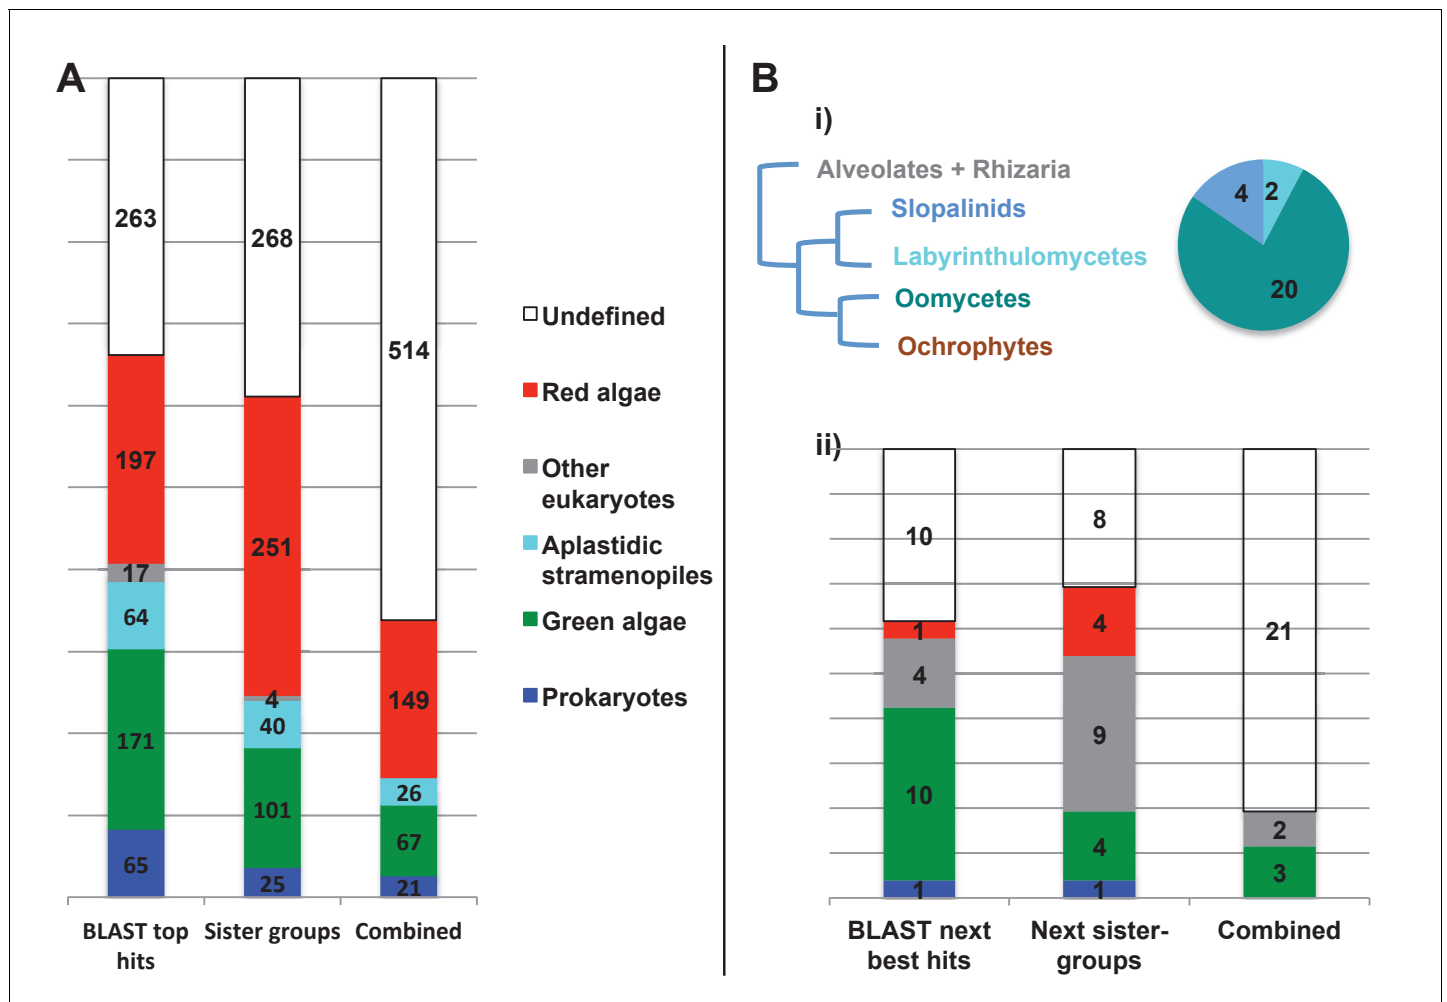 A
263
197
17
64
171
65
268
251
4
40
101
25
514
149
26
67
21
BLAST top
hits
Sister groups
Combined
Undefined
Red algae
Other
eukaryotes
Aplastidic
stramenopiles
Green algae
Prokaryotes
B
i)
Alveolates + Rhizaria
Slopalinids
Labyrinthulomycetes
Oomycetes
Ochrophytes
4
2
20
ii)
10
1
4
10
1
8
4
9
4
1
21
2
3
BLAST next
best hits
Next sister-
groups
Combined